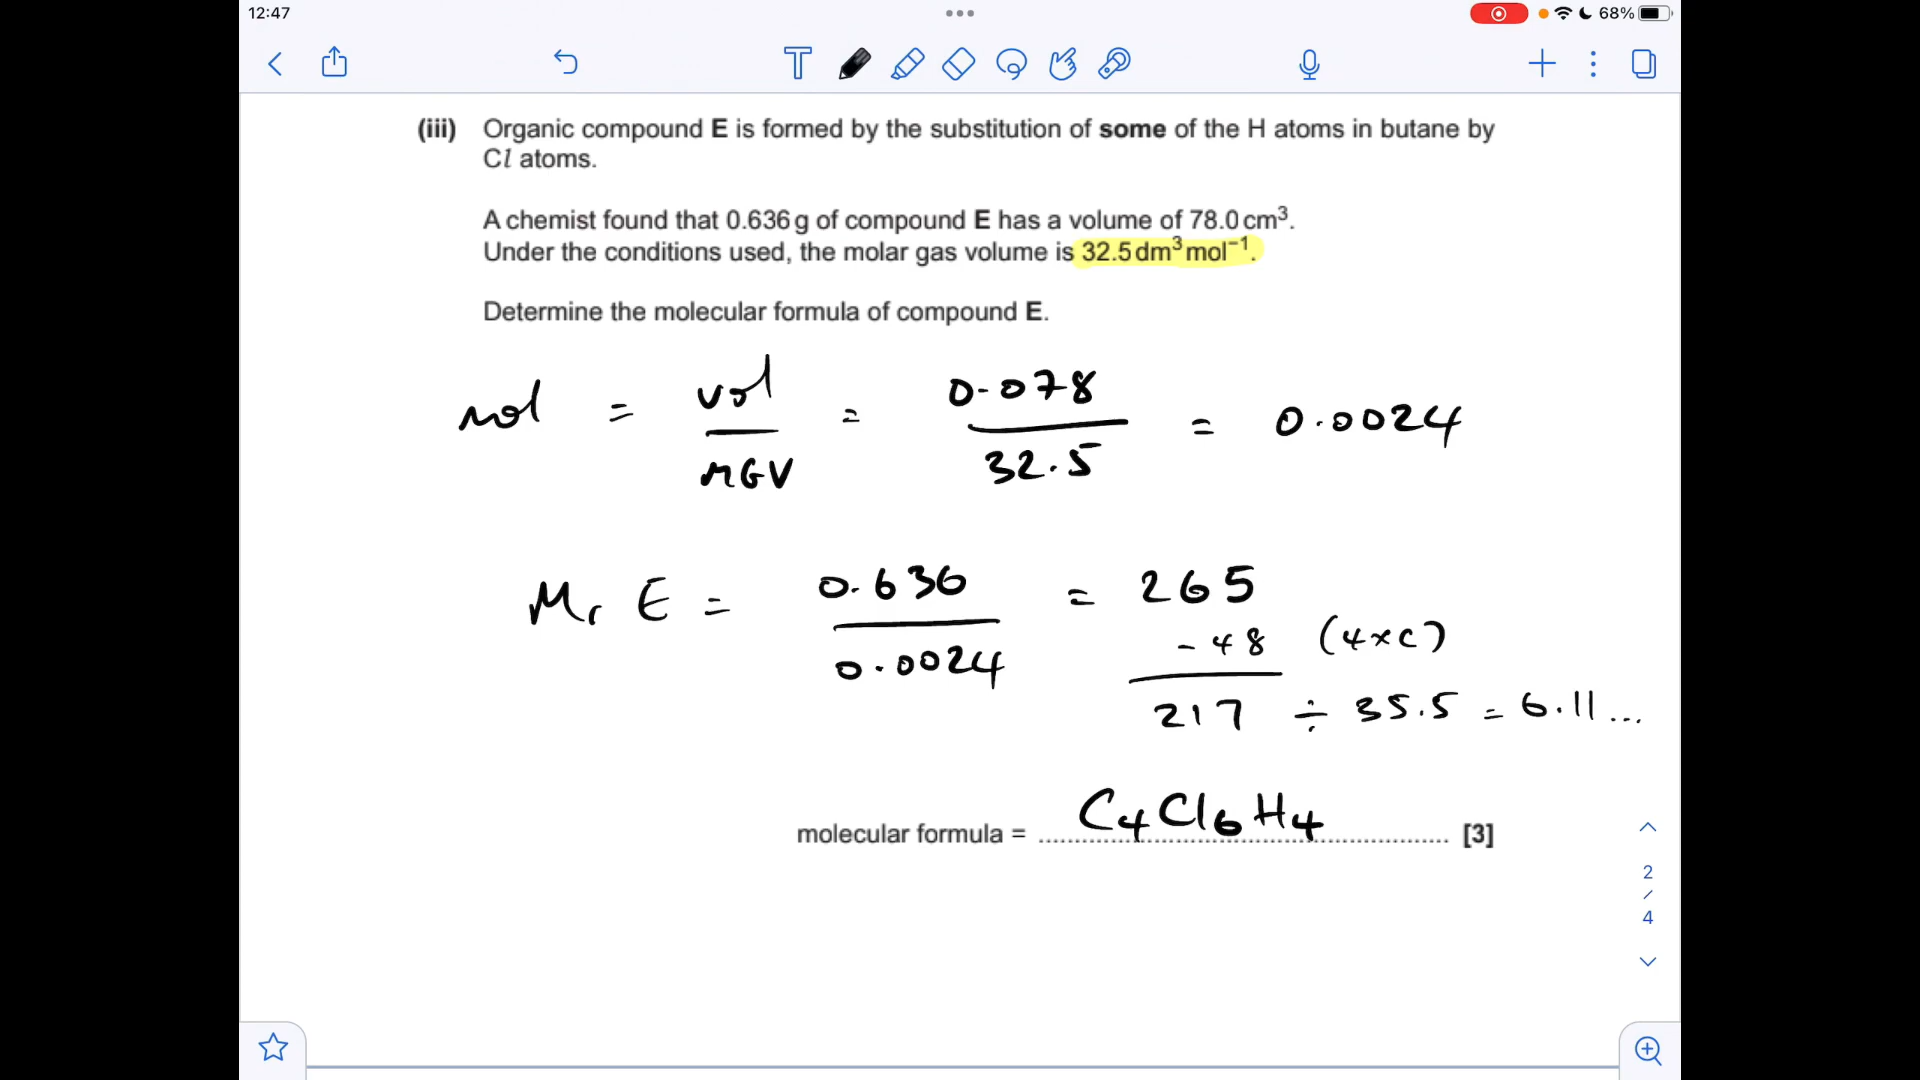 12:47
68%
(iii) Organic compound E is formed by the substitution of some of the H atoms in butane by
Cl atoms.
A chemist found that 0.636 g of compound E has a volume of 78.0 cm³.
Under the conditions used, the molar gas volume is 32.5 dm³ mol⁻¹.
Determine the molecular formula of compound E.
mol = vol / MGV = 0.078 / 32.5 = 0.0024
Mr E = 0.636 / 0.0024 = 265
- 48 (4×C)
217 ÷ 35.5 = 6.11...
molecular formula = C₄Cl₆H₄ [3]
2
/
4